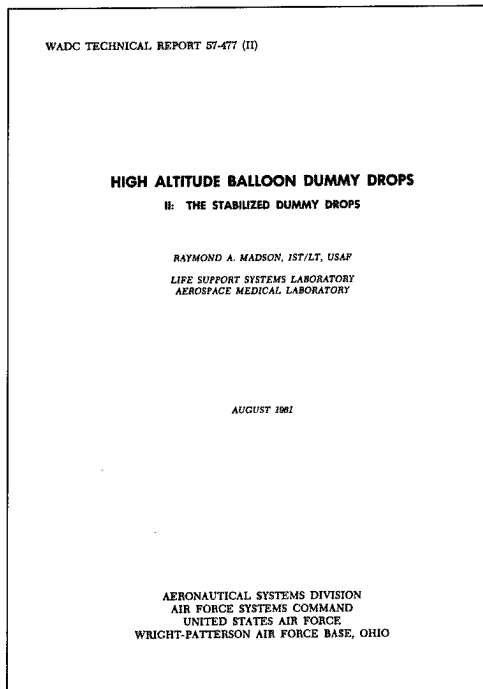 WADC TECHNICAL REPORT 57-477 (II)
HIGH ALTITUDE BALLOON DUMMY DROPS
II: THE STABILIZED DUMMY DROPS
RAYMOND A. MADSON, 1ST/LT, USAF
LIFE SUPPORT SYSTEMS LABORATORY
AEROSPACE MEDICAL LABORATORY
AUGUST 1961
AERONAUTICAL SYSTEMS DIVISION
AIR FORCE SYSTEMS COMMAND
UNITED STATES AIR FORCE
WRIGHT-PATTERSON AIR FORCE BASE, OHIO